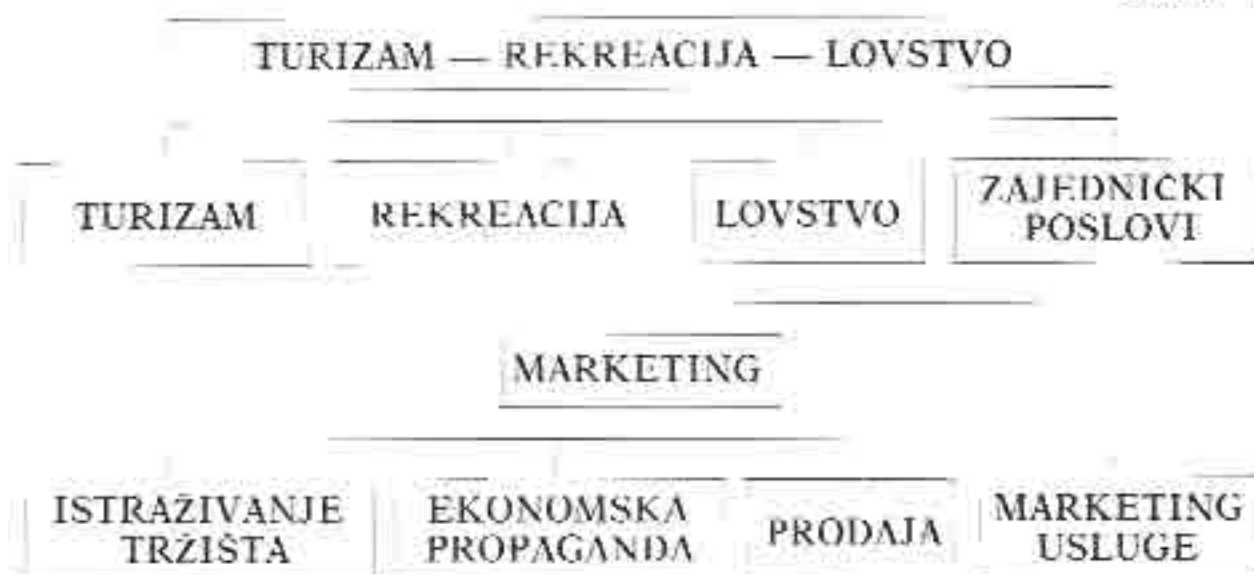 TURIZAM — REKREACIJA — LOVSTVO
TURIZAM
REKREACIJA
LOVSTVO
ZAJEDNIČKI
POSLOVI
MARKETING
ISTRAŽIVANJE
TRŽIŠTA
EKONOMSKA
PROPAGANDA
PRODAJA
MARKETING
USLUGE